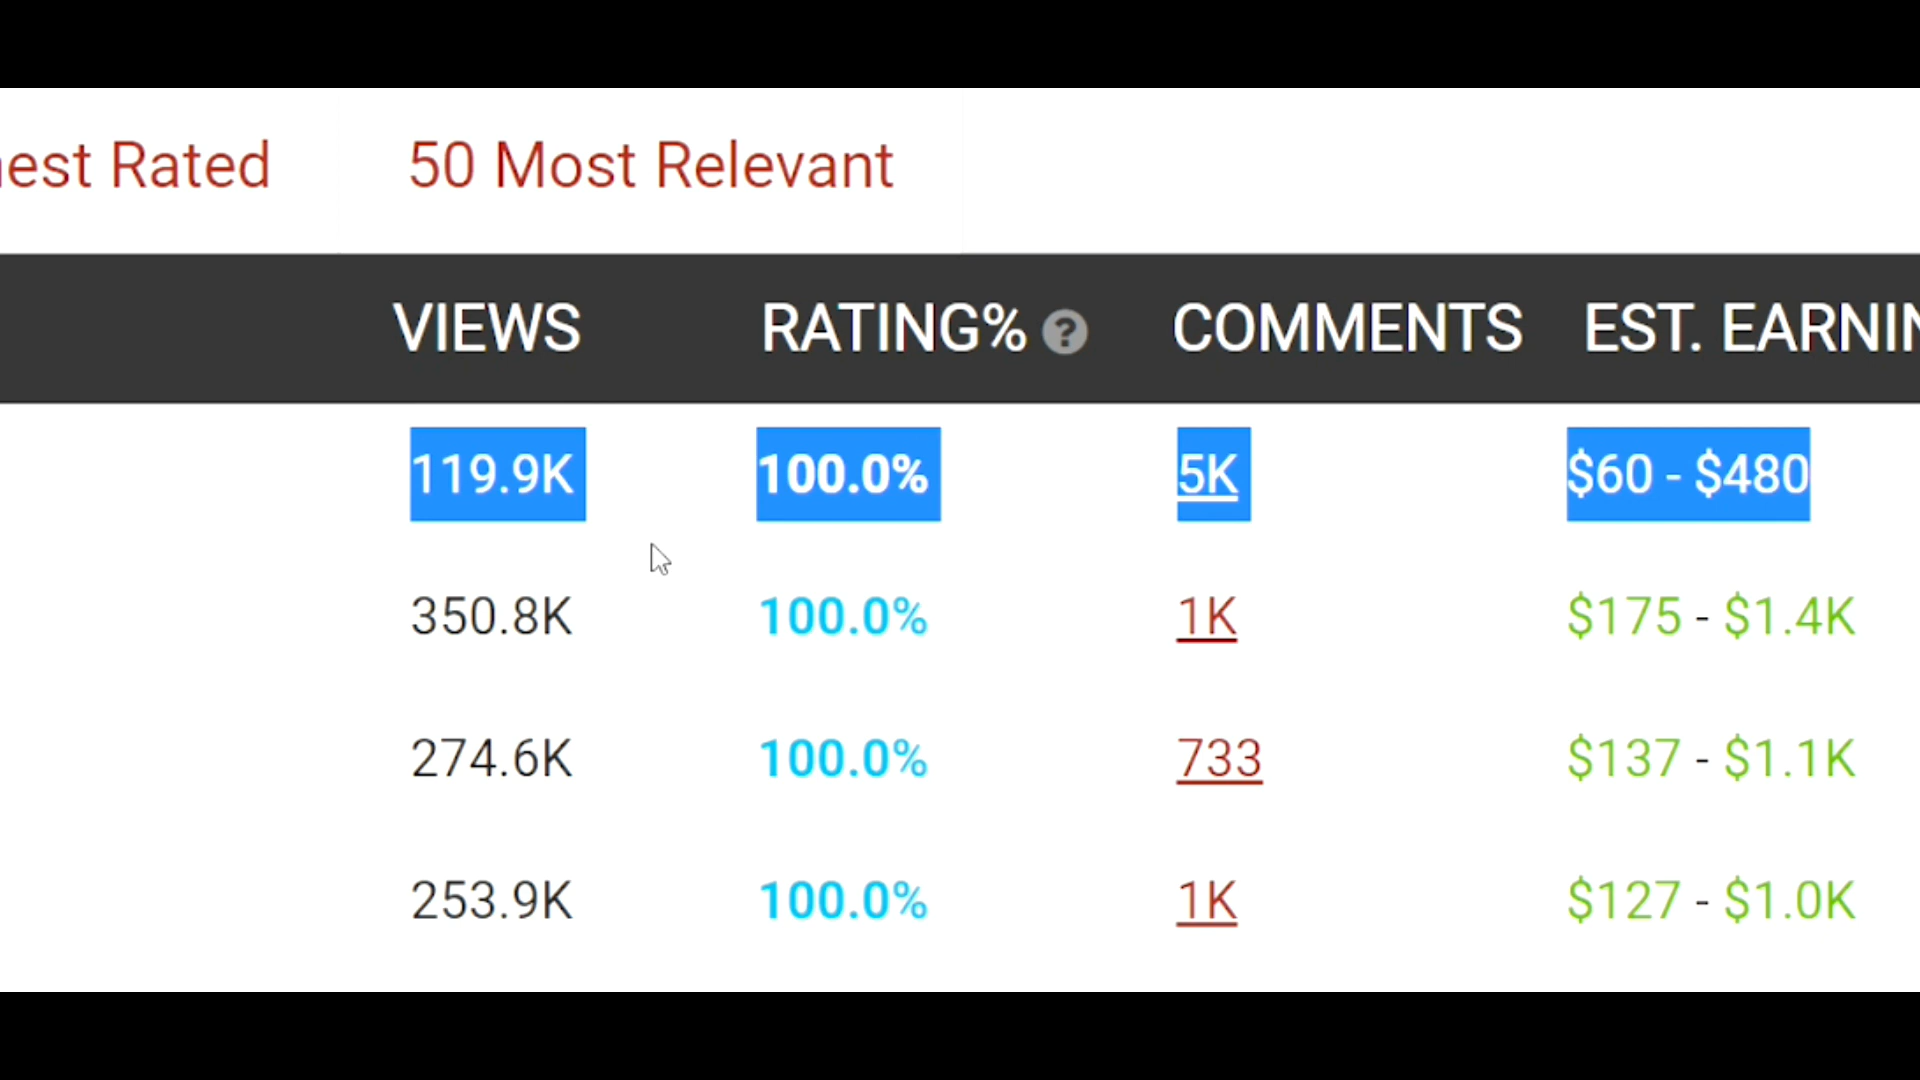 est Rated 50 Most Relevant
VIEWS RATING% ? COMMENTS EST. EARNIN
119.9K 100.0% 5K $60 - $480
350.8K 100.0% 1K $175 - $1.4K
274.6K 100.0% 733 $137 - $1.1K
253.9K 100.0% 1K $127 - $1.0K